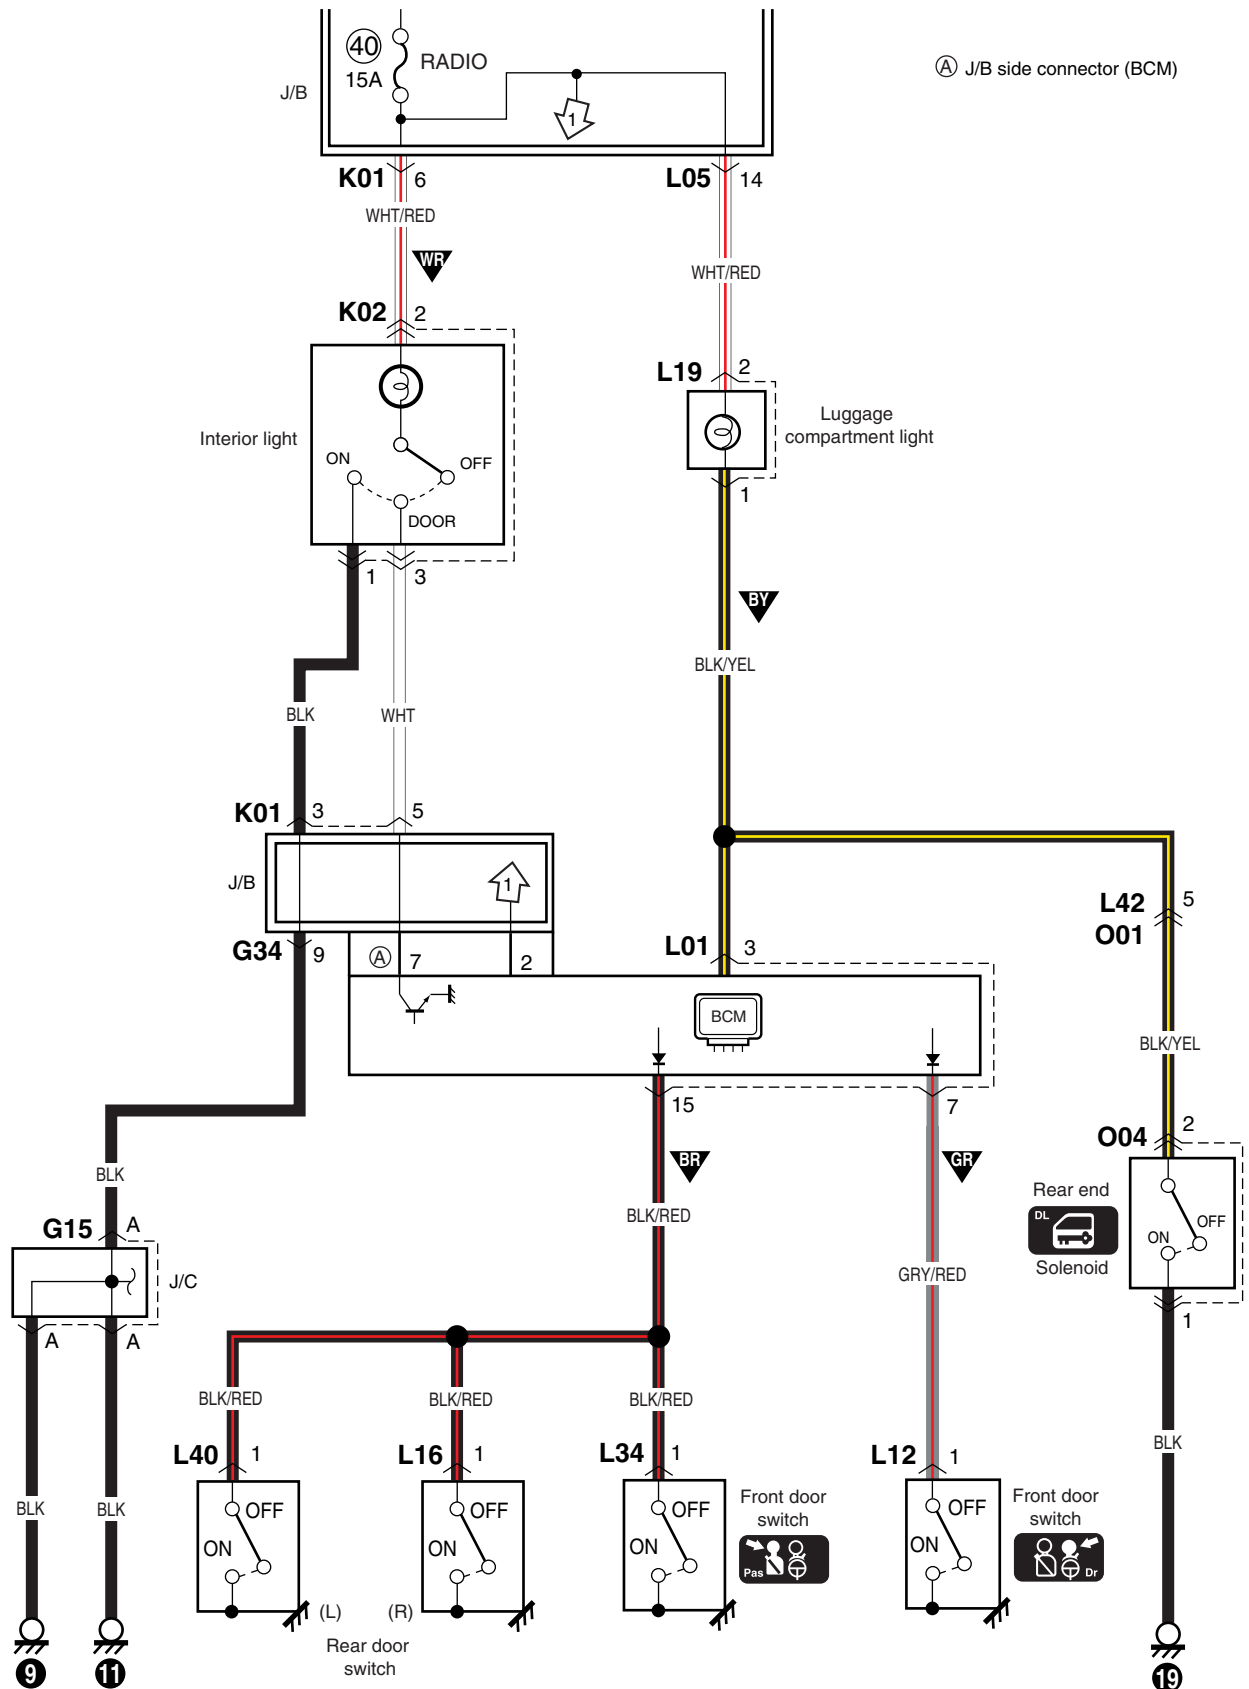 40
RADIO
15A
J/B
1
A J/B side connector (BCM)
K01 6
L05 14
WHT/RED
WR
WHT/RED
K02 2
L19 2
Interior light
ON
OFF
DOOR
Luggage
compartment light
1
1 3
BY
BLK/YEL
BLK
WHT
K01 3 5
J/B
1
L42 5
O01
G34 9
A 7 2
L01 3
BCM
BLK/YEL
15
7
O04 2
BR
GR
BLK
Rear end
DL
Solenoid
OFF
ON
BLK/RED
G15 A
J/C
GRY/RED
A A
1
BLK/RED
BLK/RED
BLK/RED
L40 1
L16 1
L34 1
L12 1
BLK
BLK
BLK
OFF
ON
OFF
ON
OFF
ON
Front door
switch
Pas
OFF
ON
Front door
switch
Dr
(L)
(R)
Rear door
switch
9
11
19